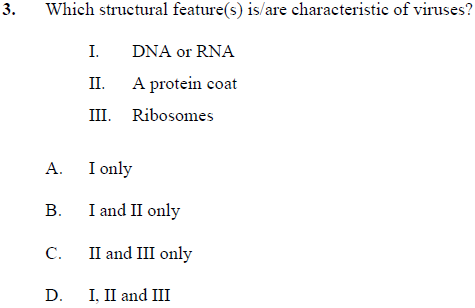 3. Which structural feature(s) is/are characteristic of viruses?
I. DNA or RNA
II. A protein coat
III. Ribosomes
A. I only
B. I and II only
C. II and III only
D. I, II and III